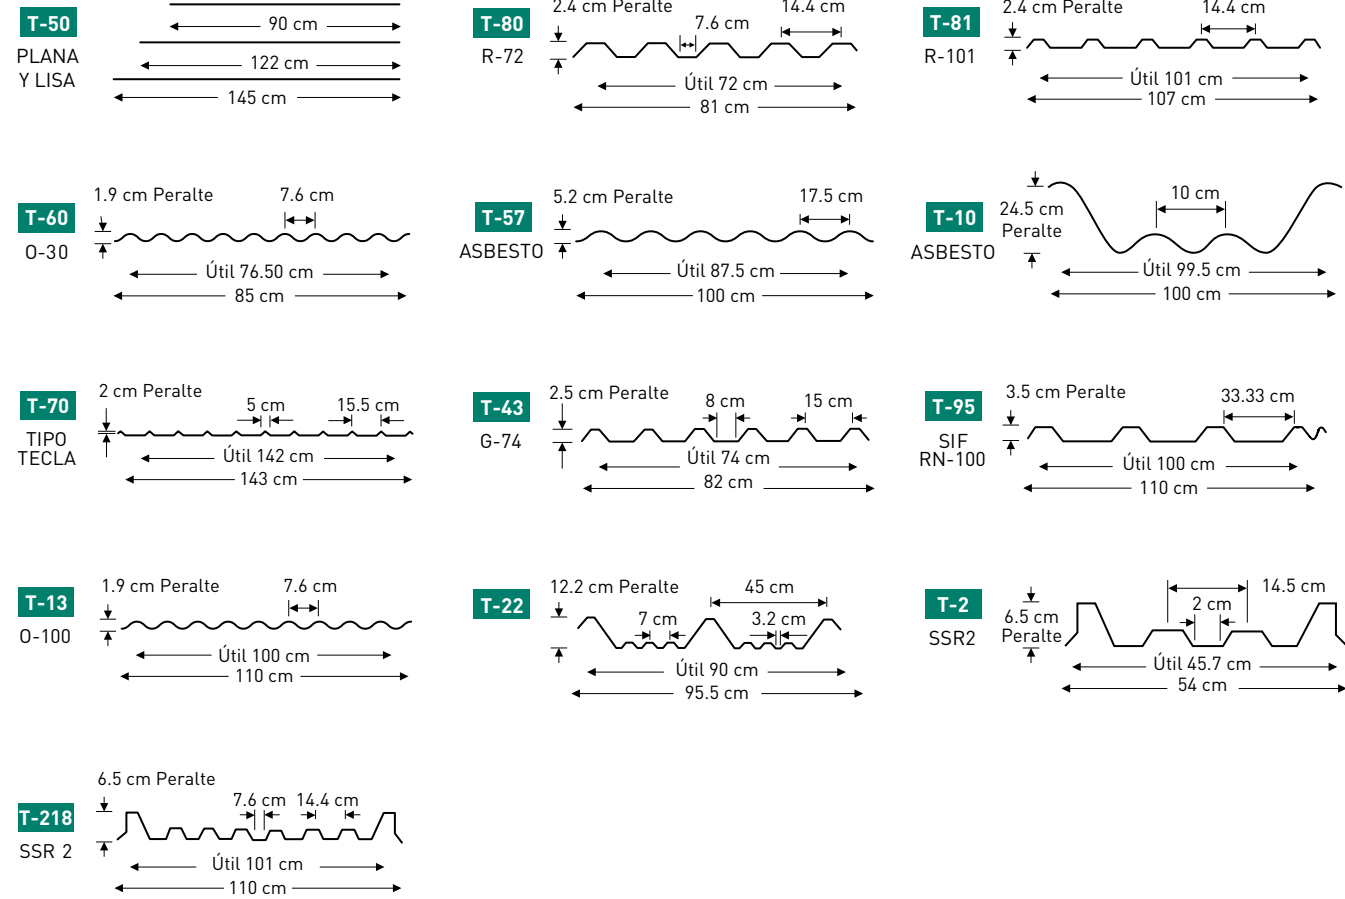 T-50
PLANA
Y LISA
90 cm
122 cm
145 cm
T-80
R-72
2.4 cm Peralte
7.6 cm
14.4 cm
Útil 72 cm
81 cm
T-81
R-101
2.4 cm Peralte
14.4 cm
Útil 101 cm
107 cm
T-60
O-30
1.9 cm Peralte
7.6 cm
Útil 76.50 cm
85 cm
T-57
ASBESTO
5.2 cm Peralte
17.5 cm
Útil 87.5 cm
100 cm
T-10
ASBESTO
24.5 cm
Peralte
10 cm
Útil 99.5 cm
100 cm
T-70
TIPO
TECLA
2 cm Peralte
5 cm
15.5 cm
Útil 142 cm
143 cm
T-43
G-74
2.5 cm Peralte
8 cm
15 cm
Útil 74 cm
82 cm
T-95
SIF
RN-100
3.5 cm Peralte
33.33 cm
Útil 100 cm
110 cm
T-13
O-100
1.9 cm Peralte
7.6 cm
Útil 100 cm
110 cm
T-22
12.2 cm Peralte
45 cm
7 cm
3.2 cm
Útil 90 cm
95.5 cm
T-2
SSR2
6.5 cm
Peralte
14.5 cm
2 cm
Útil 45.7 cm
54 cm
T-218
SSR 2
6.5 cm Peralte
7.6 cm
14.4 cm
Útil 101 cm
110 cm